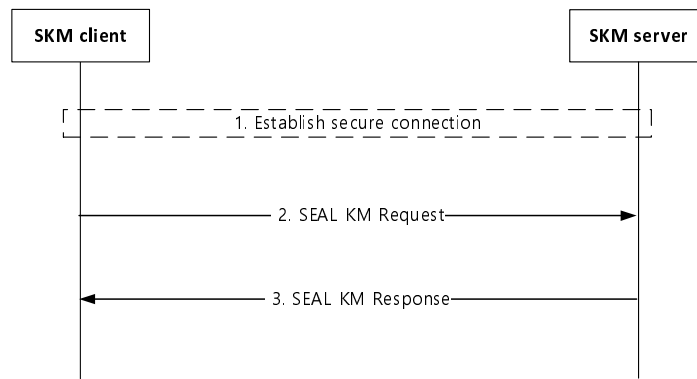 SKM client
SKM server
1. Establish secure connection
2. SEAL KM Request
3. SEAL KM Response